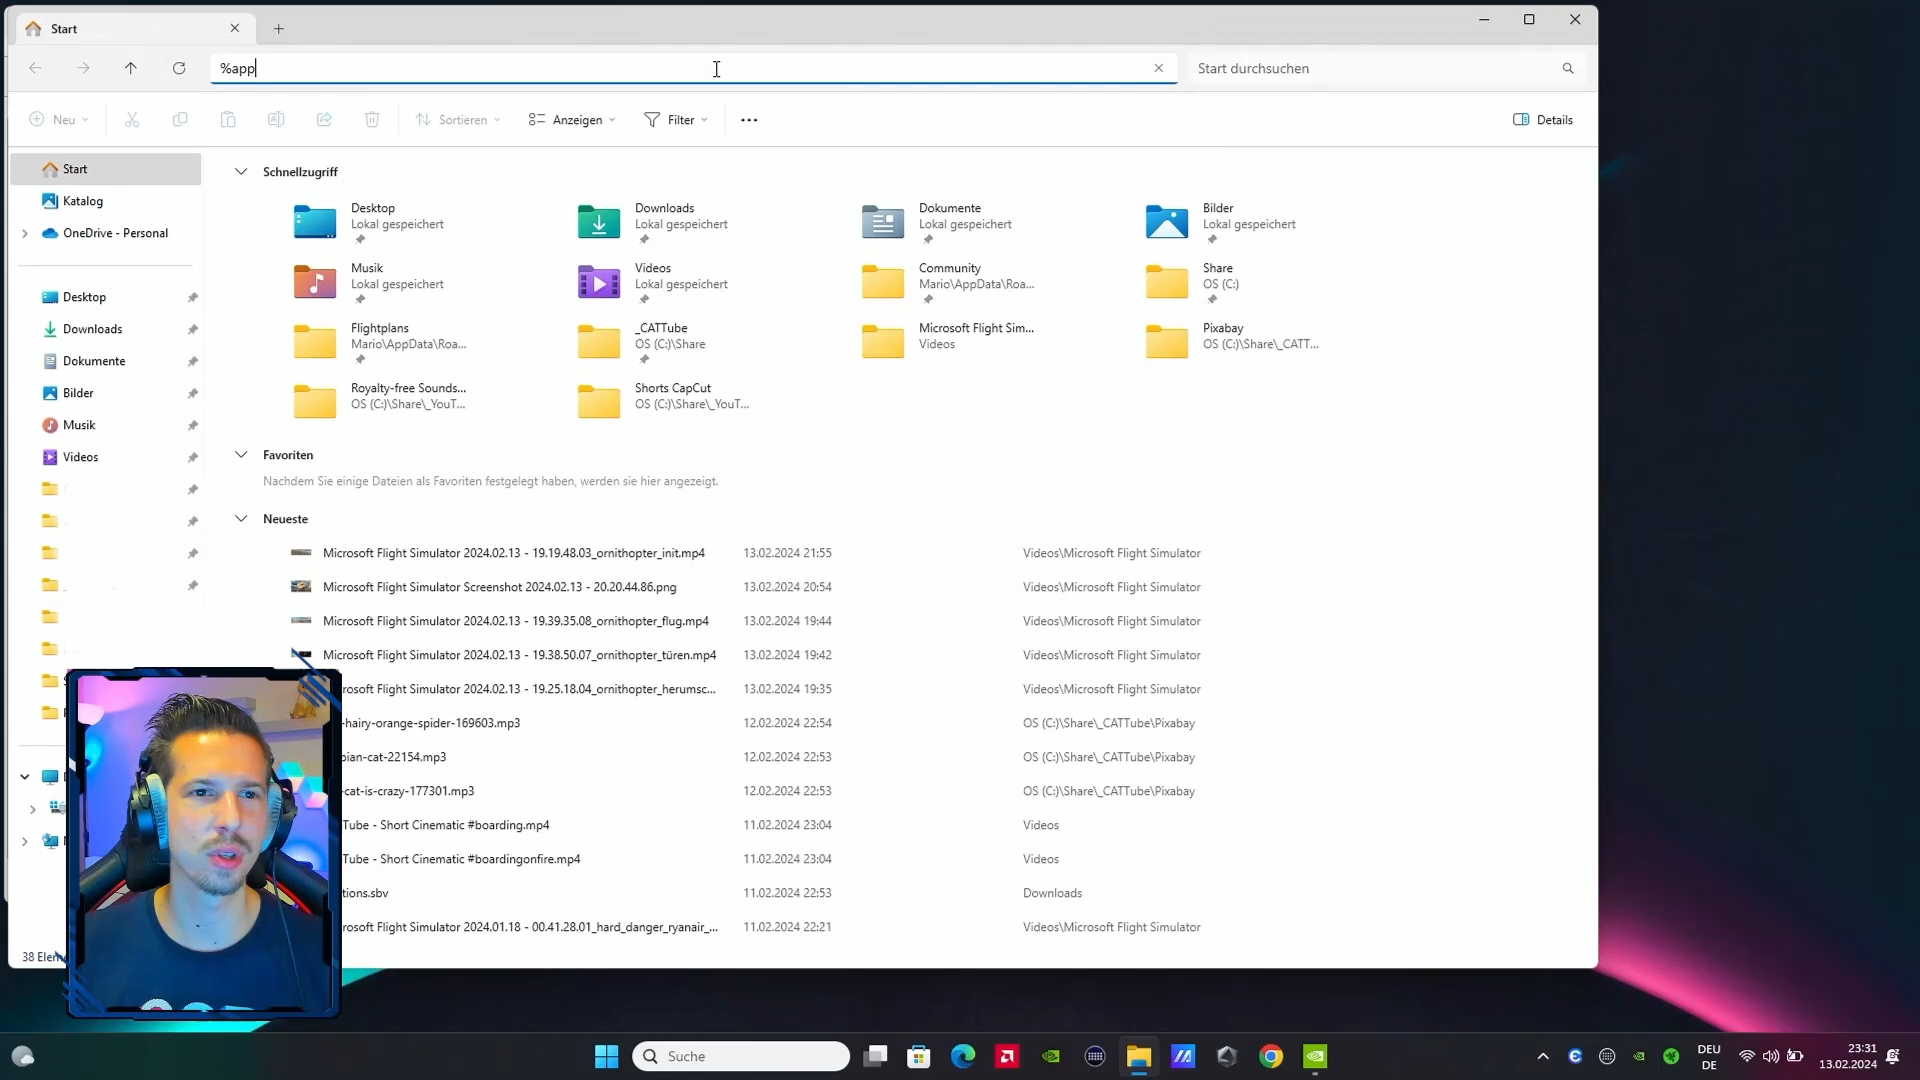 Start
%app
Start durchsuchen
Neu
Sortieren
Anzeigen
Filter
Details
Start
Katalog
OneDrive - Personal
Desktop
Downloads
Dokumente
Bilder
Musik
Videos
38 Eleme
Schnellzugriff
Desktop
Lokal gespeichert
Downloads
Lokal gespeichert
Dokumente
Lokal gespeichert
Bilder
Lokal gespeichert
Musik
Lokal gespeichert
Videos
Lokal gespeichert
Community
Mario\AppData\Roa...
Share
OS (C:)
Flightplans
Mario\AppData\Roa...
_CATTube
OS (C:)\Share
Microsoft Flight Sim...
Videos
Pixabay
OS (C:)\Share\_CATT...
Royalty-free Sounds...
OS (C:)\Share\_YouT...
Shorts CapCut
OS (C:)\Share\_YouT...
Favoriten
Nachdem Sie einige Dateien als Favoriten festgelegt haben, werden sie hier angezeigt.
Neueste
Microsoft Flight Simulator 2024.02.13 - 19.19.48.03_ornithopter_init.mp4 13.02.2024 21:55 Videos\Microsoft Flight Simulator
Microsoft Flight Simulator Screenshot 2024.02.13 - 20.20.44.86.png 13.02.2024 20:54 Videos\Microsoft Flight Simulator
Microsoft Flight Simulator 2024.02.13 - 19.39.35.08_ornithopter_flug.mp4 13.02.2024 19:44 Videos\Microsoft Flight Simulator
Microsoft Flight Simulator 2024.02.13 - 19.38.50.07_ornithopter_türen.mp4 13.02.2024 19:42 Videos\Microsoft Flight Simulator
rosoft Flight Simulator 2024.02.13 - 19.25.18.04_ornithopter_herumsc... 13.02.2024 19:35 Videos\Microsoft Flight Simulator
-hairy-orange-spider-169603.mp3 12.02.2024 22:54 OS (C:)\Share\_CATTube\Pixabay
bian-cat-22154.mp3 12.02.2024 22:53 OS (C:)\Share\_CATTube\Pixabay
-cat-is-crazy-177301.mp3 12.02.2024 22:53 OS (C:)\Share\_CATTube\Pixabay
Tube - Short Cinematic #boarding.mp4 11.02.2024 23:04 Videos
Tube - Short Cinematic #boardingonfire.mp4 11.02.2024 23:04 Videos
tions.sbv 11.02.2024 22:53 Downloads
rosoft Flight Simulator 2024.01.18 - 00.41.28.01_hard_danger_ryanair_... 11.02.2024 22:21 Videos\Microsoft Flight Simulator
Suche
DEU
DE
23:31
13.02.2024